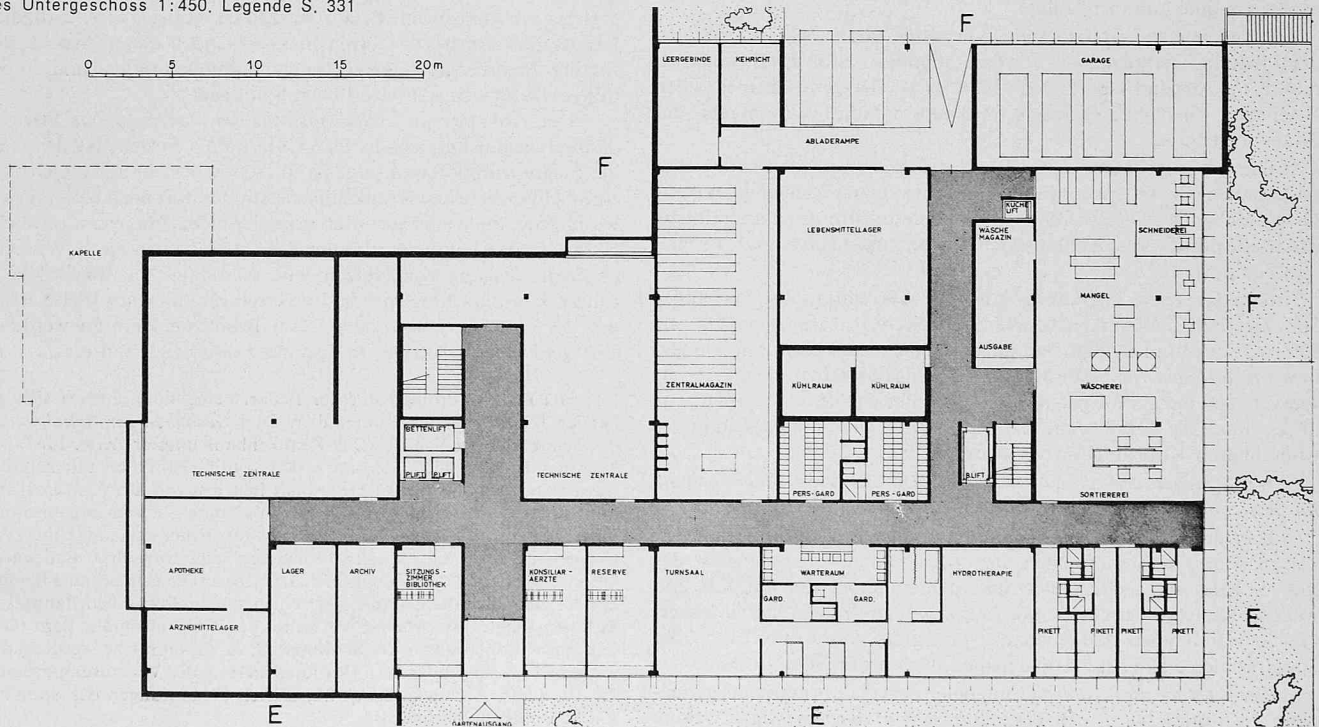 es Untergeschoss 1:450. Legende S. 331
0 5 10 15 20 m
F
LEERGEBINDE
KEHRICHT
GARAGE
ABLADERAMPE
F
KÜCHE
LIFT
KAPELLE
LEBENSMITTELLAGER
WÄSCHE
MAGAZIN
SCHNEIDEREI
MANGEL
F
AUSGABE
ZENTRALMAGAZIN
KÜHLRAUM
KÜHLRAUM
WÄSCHEREI
BETTENLIFT
P.LIFT
P.LIFT
TECHNISCHE ZENTRALE
TECHNISCHE ZENTRALE
B.LIFT
PERS-GARD
PERS-GARD
SORTIEREREI
APOTHEKE
LAGER
ARCHIV
SITZUNGS-
ZIMMER
BIBLIOTHEK
KONSILIAR-
AERZTE
RESERVE
TURNSAAL
WARTERAUM
HYDROTHERAPIE
GARD.
GARD.
E
ARZNEIMITTELLAGER
PIKETT
PIKETT
PIKETT
PIKETT
E
E
GARTENAUSGANG